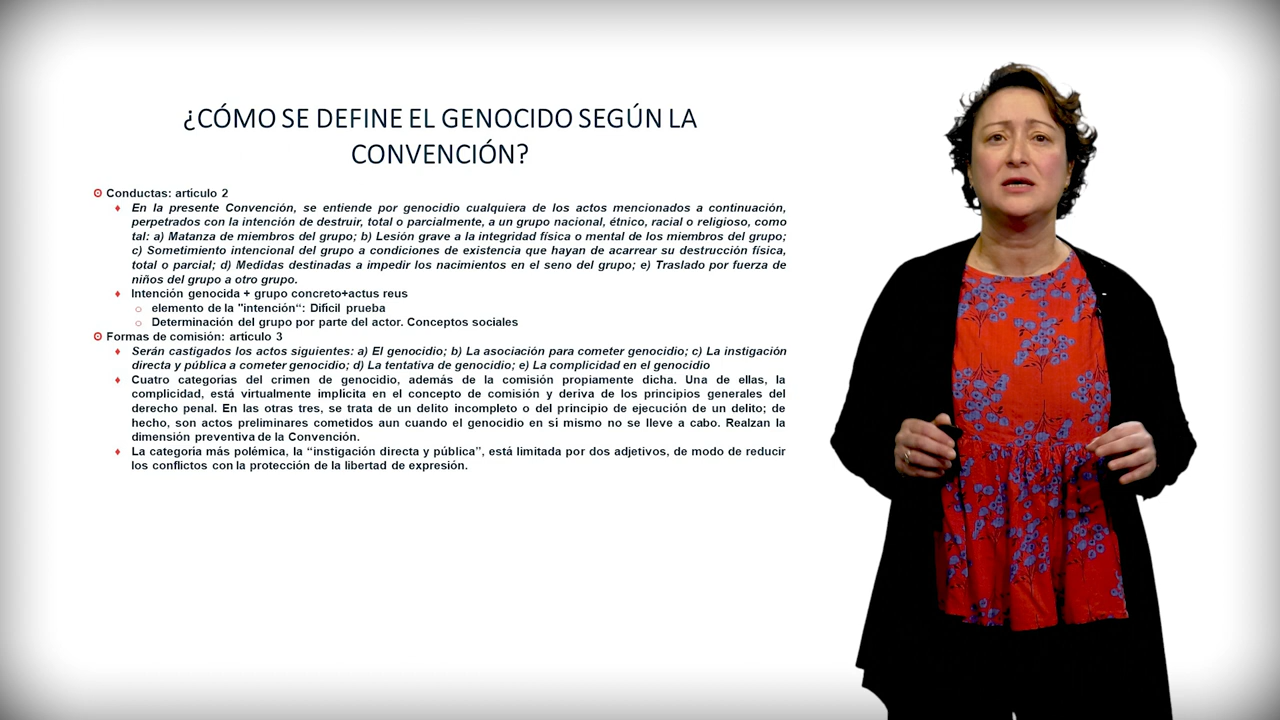 ¿CÓMO SE DEFINE EL GENOCIDO SEGÚN LA
CONVENCIÓN?
Conductas: artículo 2
En la presente Convención, se entiende por genocidio cualquiera de los actos mencionados a continuación,
perpetrados con la intención de destruir, total o parcialmente, a un grupo nacional, étnico, racial o religioso, como
tal: a) Matanza de miembros del grupo; b) Lesión grave a la integridad física o mental de los miembros del grupo;
c) Sometimiento intencional del grupo a condiciones de existencia que hayan de acarrear su destrucción física,
total o parcial; d) Medidas destinadas a impedir los nacimientos en el seno del grupo; e) Traslado por fuerza de
niños del grupo a otro grupo.
Intención genocida + grupo concreto+actus reus
elemento de la "intención“: Difícil prueba
Determinación del grupo por parte del actor. Conceptos sociales
Formas de comisión: artículo 3
Serán castigados los actos siguientes: a) El genocidio; b) La asociación para cometer genocidio; c) La instigación
directa y pública a cometer genocidio; d) La tentativa de genocidio; e) La complicidad en el genocidio
Cuatro categorías del crimen de genocidio, además de la comisión propiamente dicha. Una de ellas, la
complicidad, está virtualmente implícita en el concepto de comisión y deriva de los principios generales del
derecho penal. En las otras tres, se trata de un delito incompleto o del principio de ejecución de un delito; de
hecho, son actos preliminares cometidos aun cuando el genocidio en sí mismo no se lleve a cabo. Realzan la
dimensión preventiva de la Convención.
La categoría más polémica, la “instigación directa y pública”, está limitada por dos adjetivos, de modo de reducir
los conflictos con la protección de la libertad de expresión.